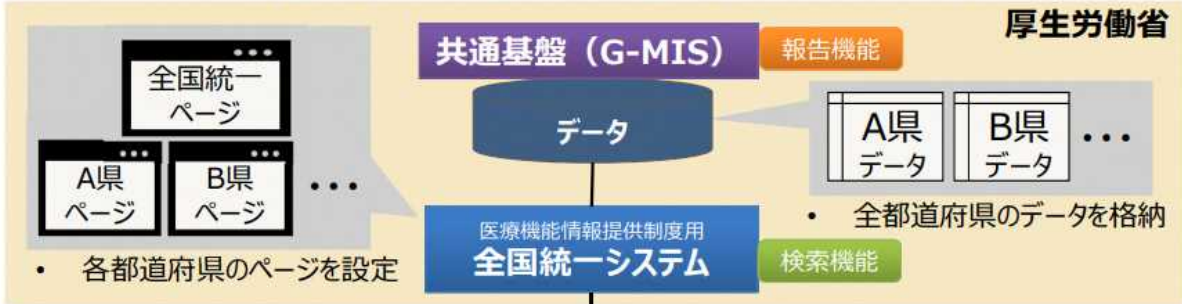 厚生労働省
共通基盤（G-MIS）
報告機能
データ
全国統一
ページ
A県
ページ
B県
ページ
・・・
• 各都道府県のページを設定
A県
データ
B県
データ
・・・
• 全都道府県のデータを格納
医療機能情報提供制度用
全国統一システム
検索機能